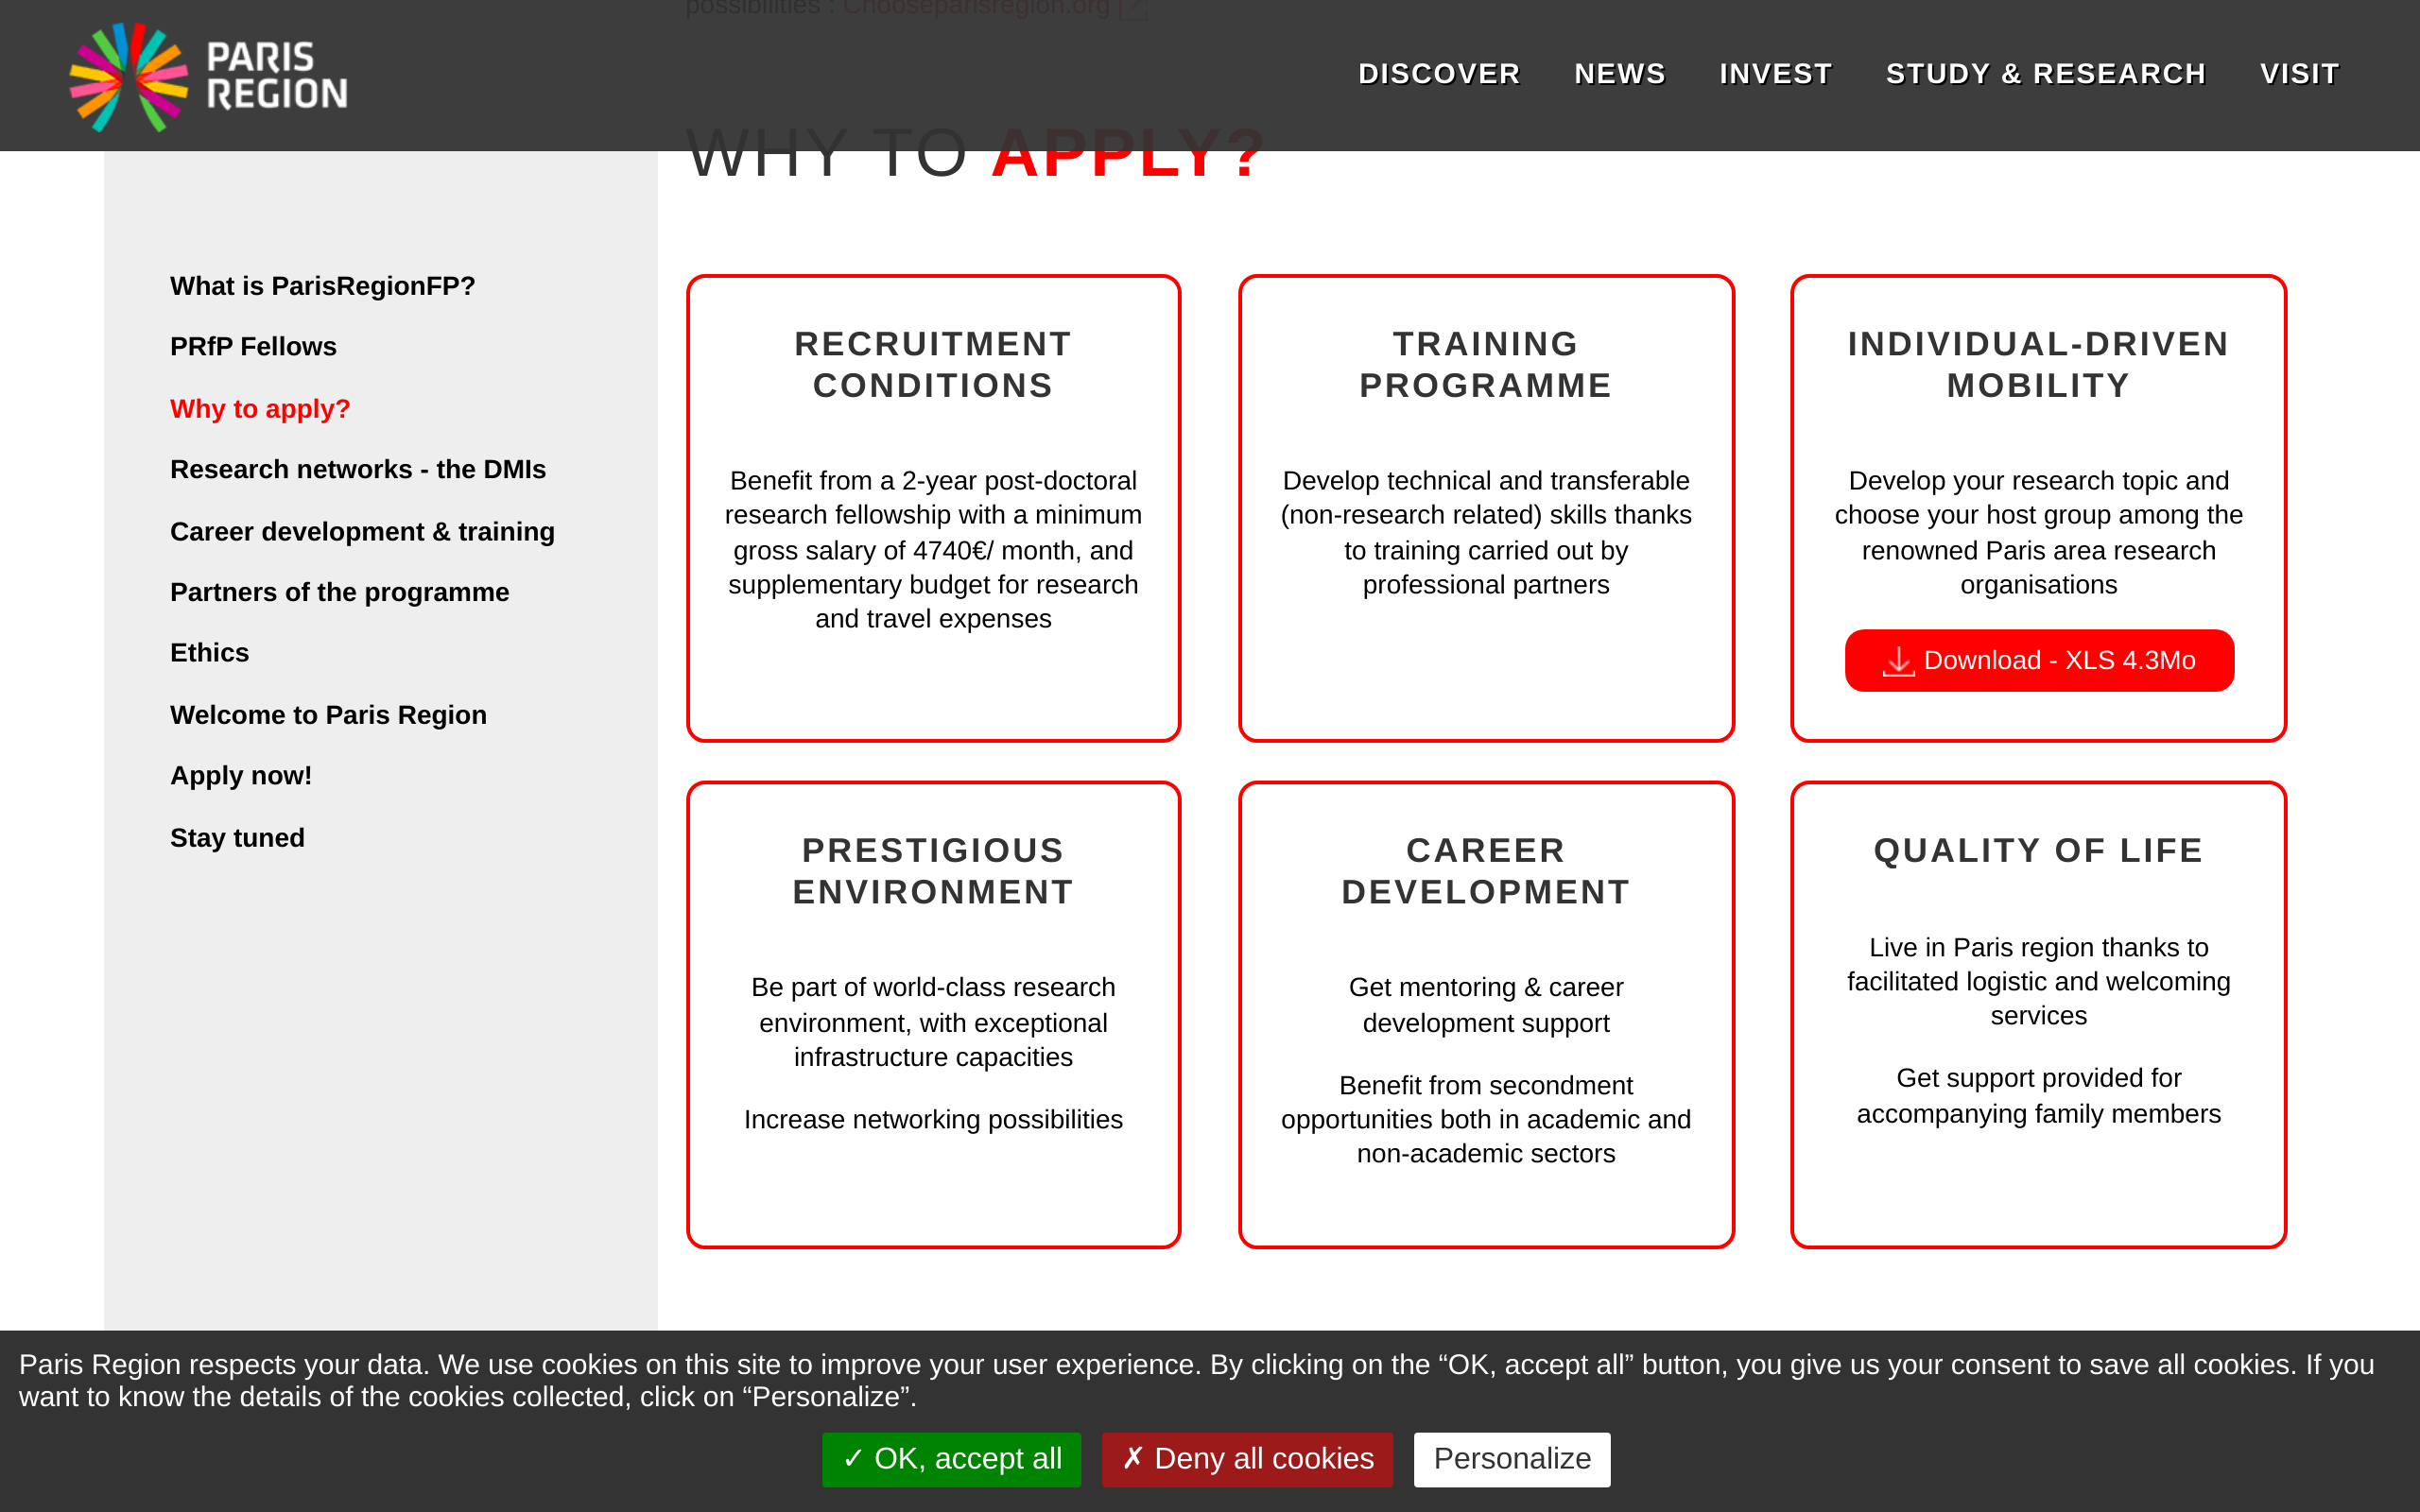 possibilities : Chooseparisregion.org
PARIS
REGION
DISCOVER
NEWS
INVEST
STUDY & RESEARCH
VISIT
WHY TO APPLY?
What is ParisRegionFP?
PRfP Fellows
Why to apply?
Research networks - the DMIs
Career development & training
Partners of the programme
Ethics
Welcome to Paris Region
Apply now!
Stay tuned
RECRUITMENT
CONDITIONS
Benefit from a 2-year post-doctoral
research fellowship with a minimum
gross salary of 4740€/ month, and
supplementary budget for research
and travel expenses
TRAINING
PROGRAMME
Develop technical and transferable
(non-research related) skills thanks
to training carried out by
professional partners
INDIVIDUAL-DRIVEN
MOBILITY
Develop your research topic and
choose your host group among the
renowned Paris area research
organisations
Download - XLS 4.3Mo
PRESTIGIOUS
ENVIRONMENT
Be part of world-class research
environment, with exceptional
infrastructure capacities
Increase networking possibilities
CAREER
DEVELOPMENT
Get mentoring & career
development support
Benefit from secondment
opportunities both in academic and
non-academic sectors
QUALITY OF LIFE
Live in Paris region thanks to
facilitated logistic and welcoming
services
Get support provided for
accompanying family members
Paris Region respects your data. We use cookies on this site to improve your user experience. By clicking on the “OK, accept all” button, you give us your consent to save all cookies. If you
want to know the details of the cookies collected, click on “Personalize”.
✓ OK, accept all
✗ Deny all cookies
Personalize